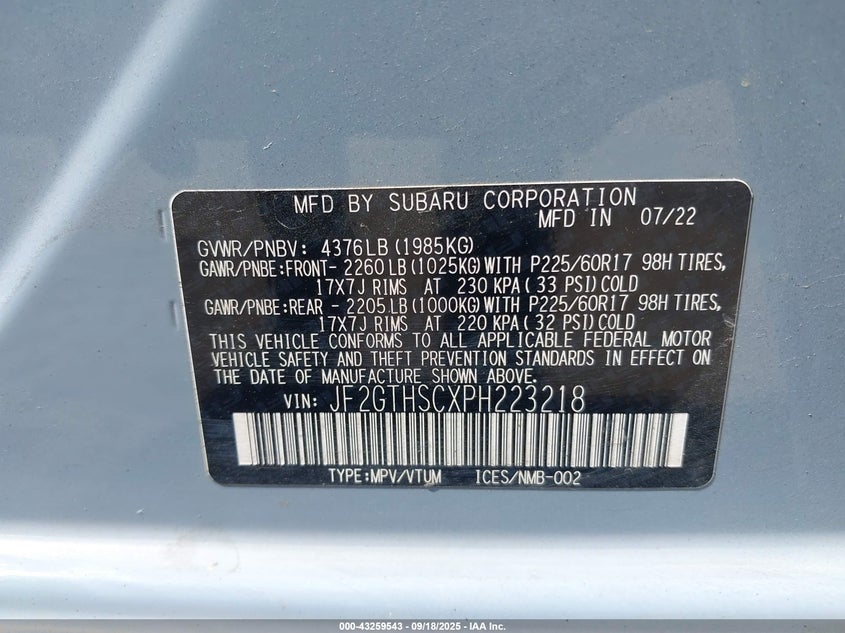 MFD BY SUBARU CORPORATION
MFD IN 07/22
GVWR/PNBV: 4376LB (1985KG)
GAWR/PNBE:FRONT- 2260LB (1025KG) WITH P225/60R17 98H TIRES,
17X7J RIMS AT 230 KPA (33 PSI) COLD
GAWR/PNBE:REAR - 2205LB (1000KG) WITH P225/60R17 98H TIRES,
17X7J RIMS AT 220 KPA (32 PSI) COLD
THIS VEHICLE CONFORMS TO ALL APPLICABLE FEDERAL MOTOR
VEHICLE SAFETY AND THEFT PREVENTION STANDARDS IN EFFECT ON
THE DATE OF MANUFACTURE SHOWN ABOVE.
VIN: JF2GTHSCXPH223218
TYPE:MPV/VTUM ICES/NMB-002
000-43259543 - 09/18/2025 - IAA Inc.